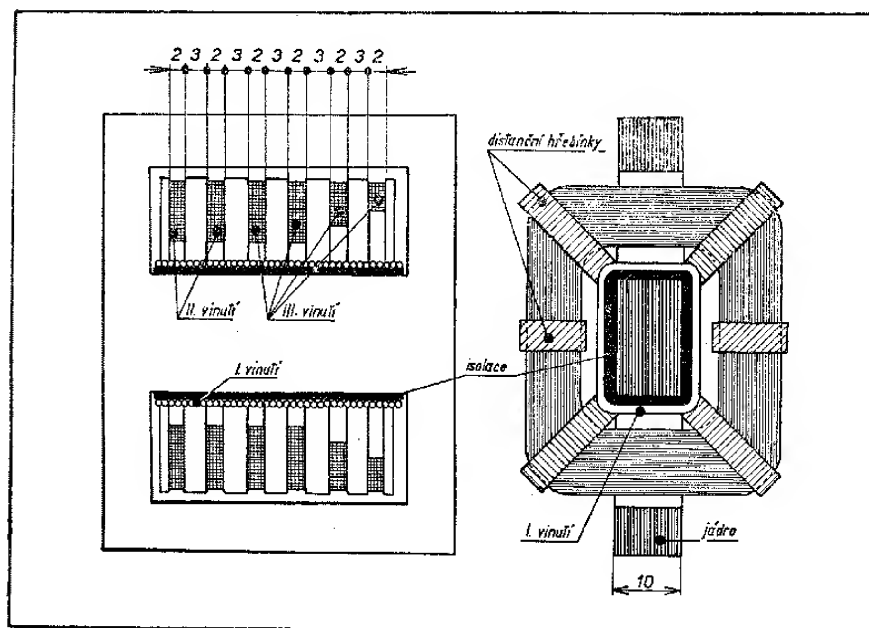 2 3 2 3 2 3 2 3 2 3 2
distanční hřebínky
II. vinutí
III. vinutí
I. vinutí
isolace
I. vinutí
jádro
10